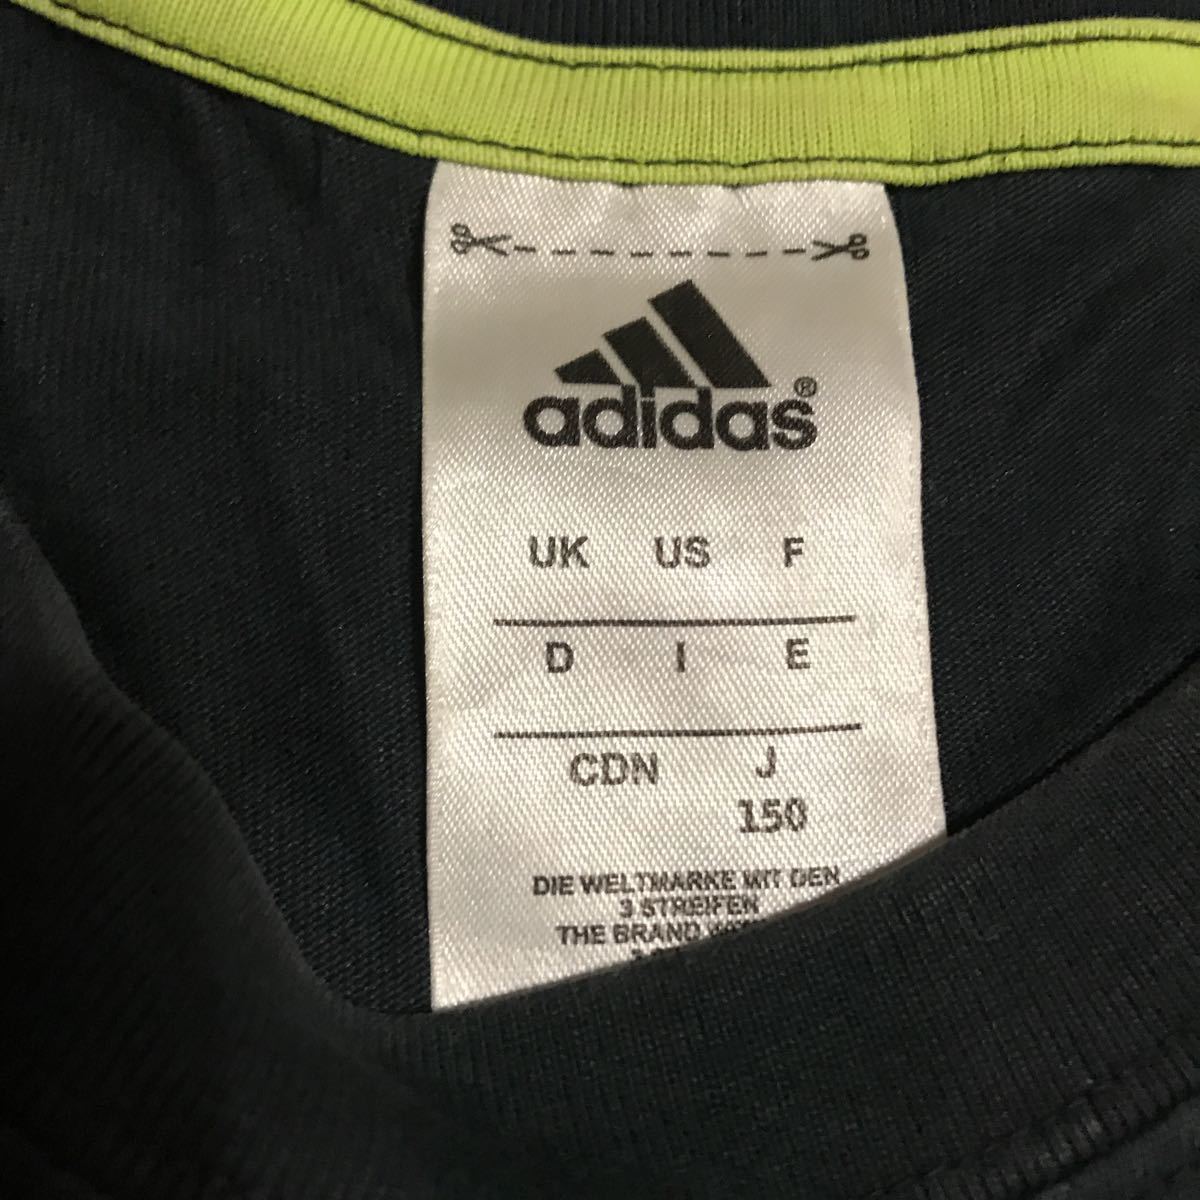 adidas®
UK US F
D I E
CDN J
150
DIE WELTMARKE MIT DEN
3 STREIFEN
THE BRAND